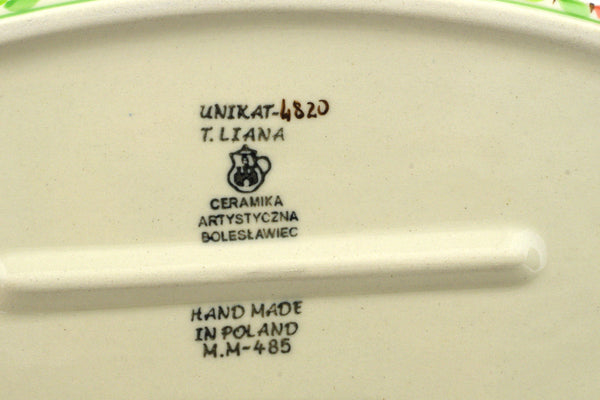 UNIKAT-4820
T. LIANA
CERAMIKA
ARTYSTYCZNA
BOLESŁAWIEC
HAND MADE
IN POLAND
M.M-485